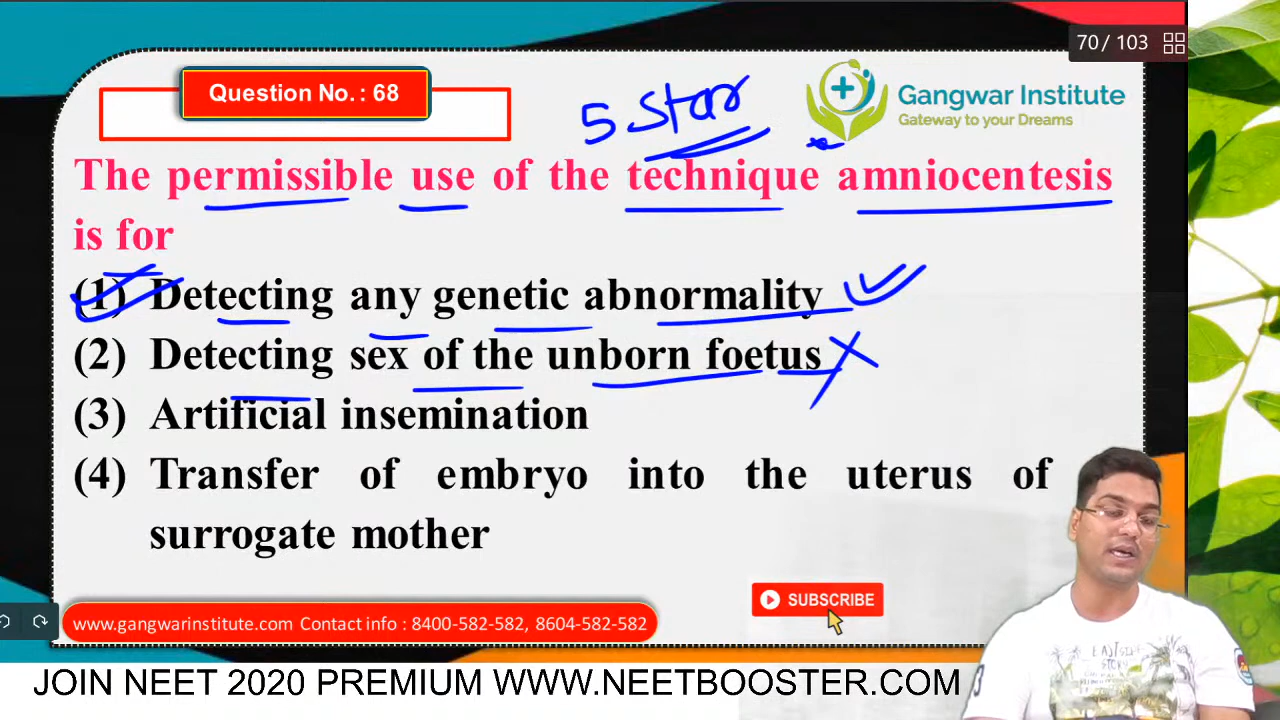 70 / 103
Question No. : 68
5 Star
Gangwar Institute
Gateway to your Dreams
The permissible use of the technique amniocentesis
is for
(1) Detecting any genetic abnormality
(2) Detecting sex of the unborn foetus
(3) Artificial insemination
(4) Transfer of embryo into the uterus of
surrogate mother
SUBSCRIBE
www.gangwarinstitute.com Contact info : 8400-582-582, 8604-582-582
JOIN NEET 2020 PREMIUM WWW.NEETBOOSTER.COM